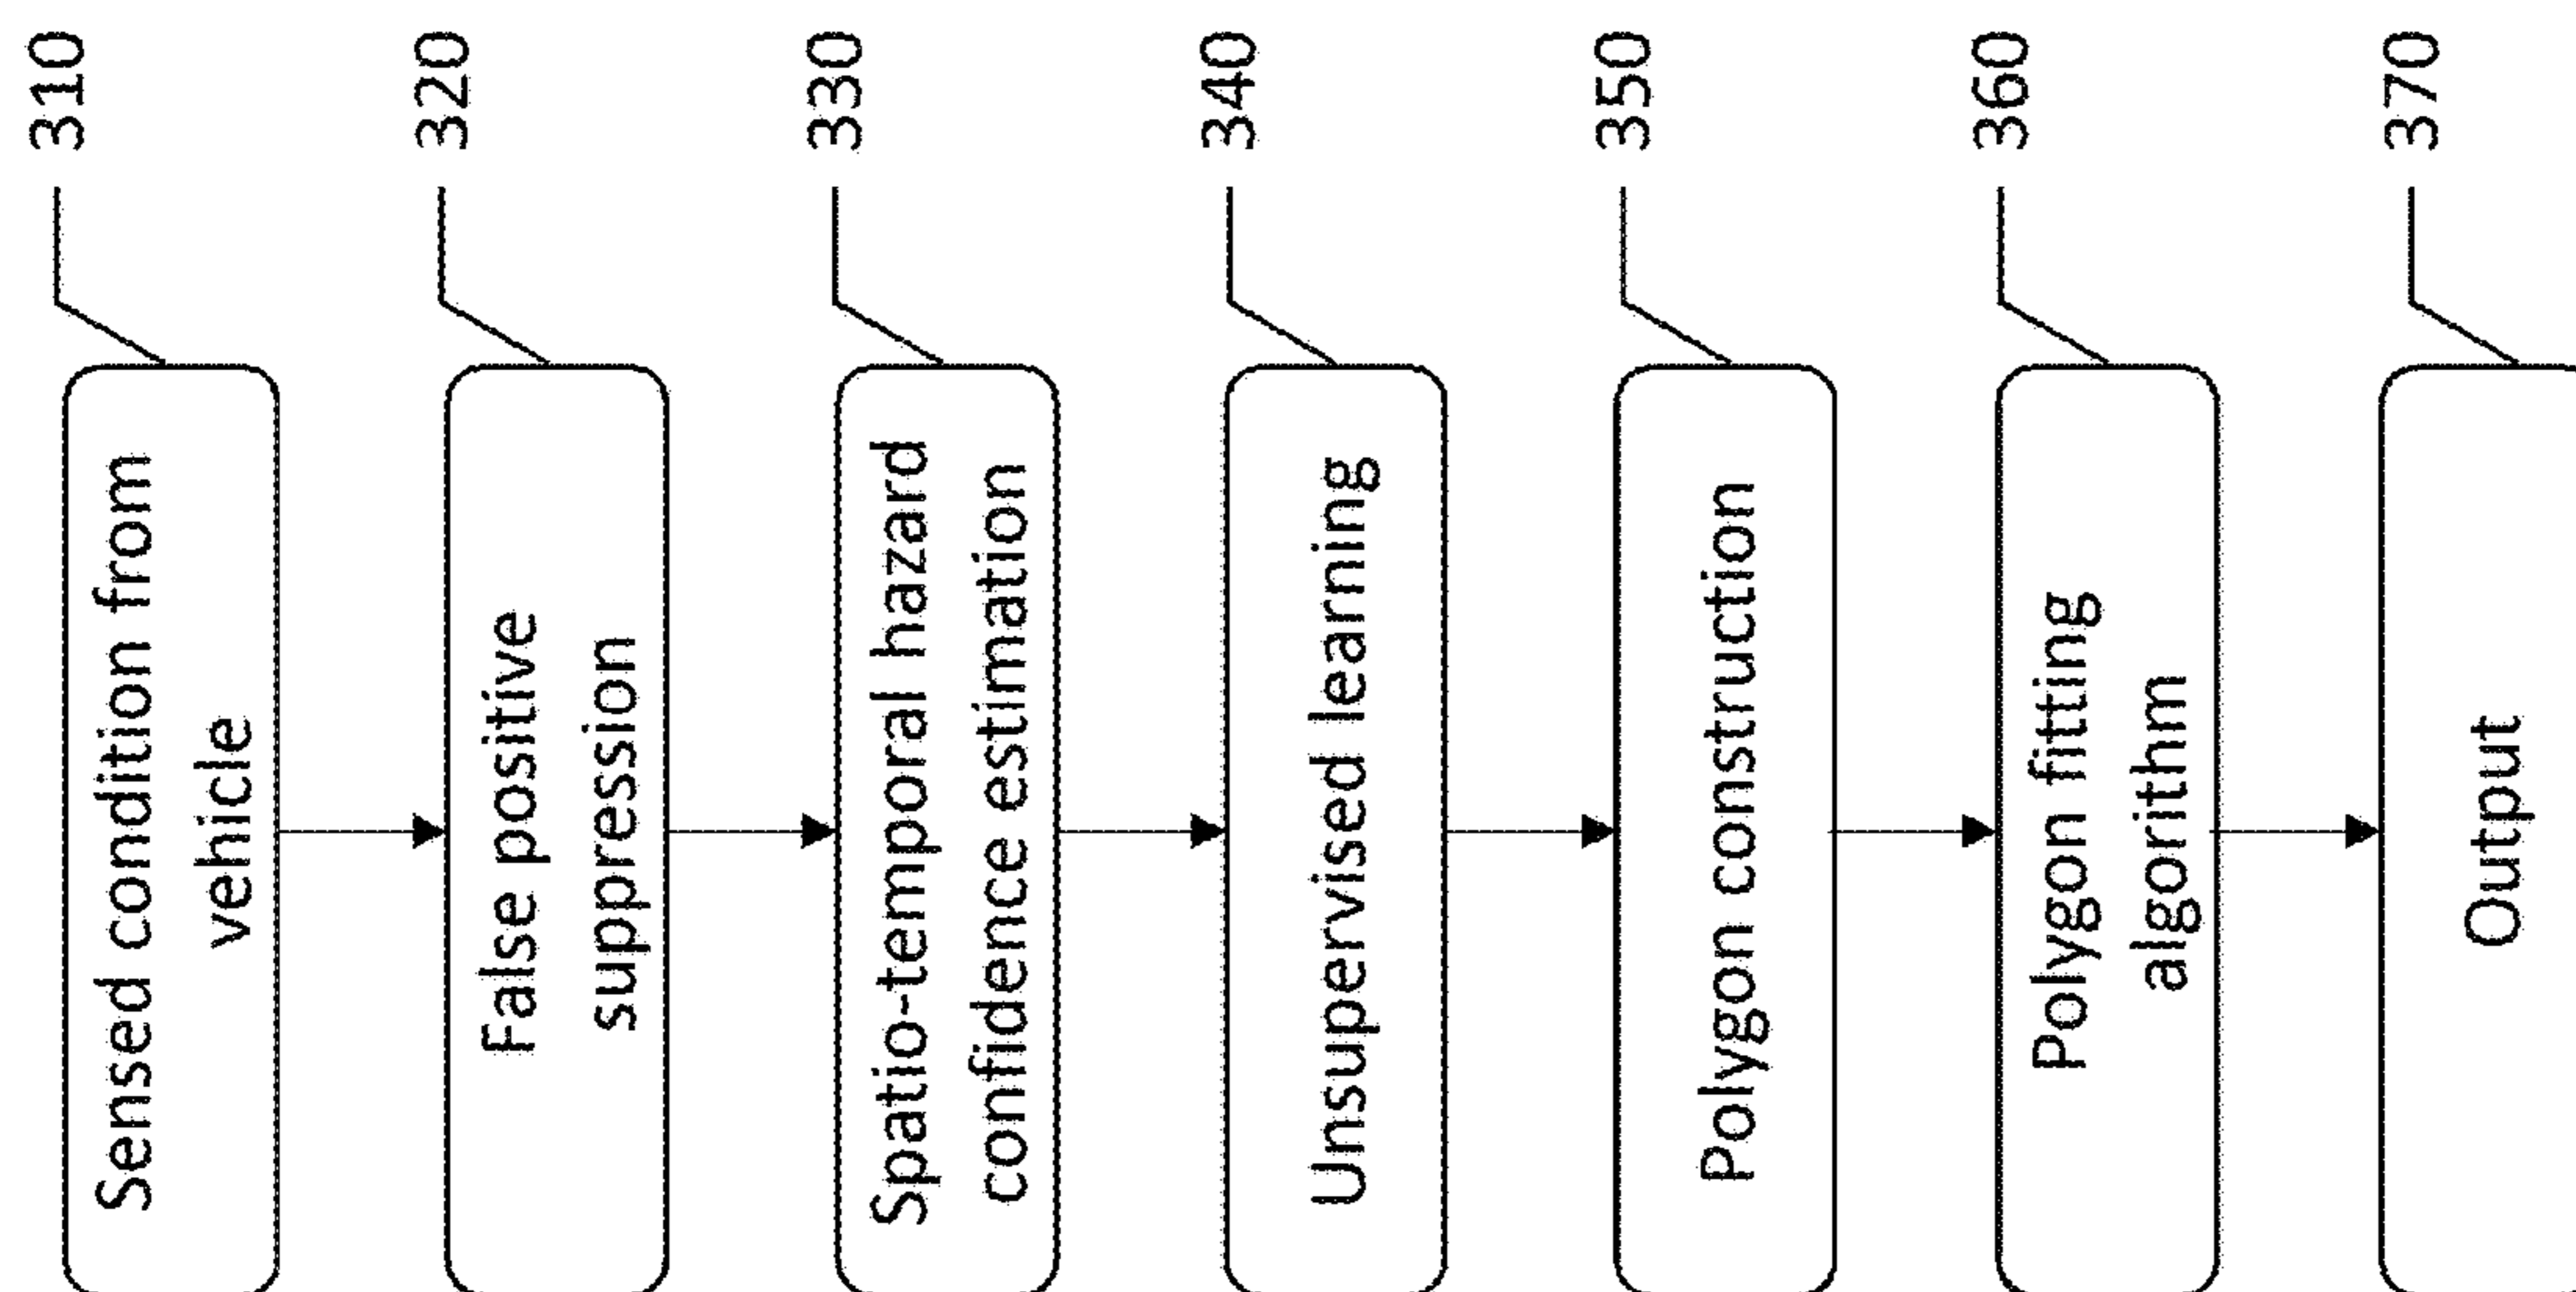 Sensed condition from
vehicle
310
False positive
suppression
320
Spatio-temporal hazard
confidence estimation
330
Unsupervised learning
340
Polygon construction
350
Polygon fitting
algorithm
360
Output
370